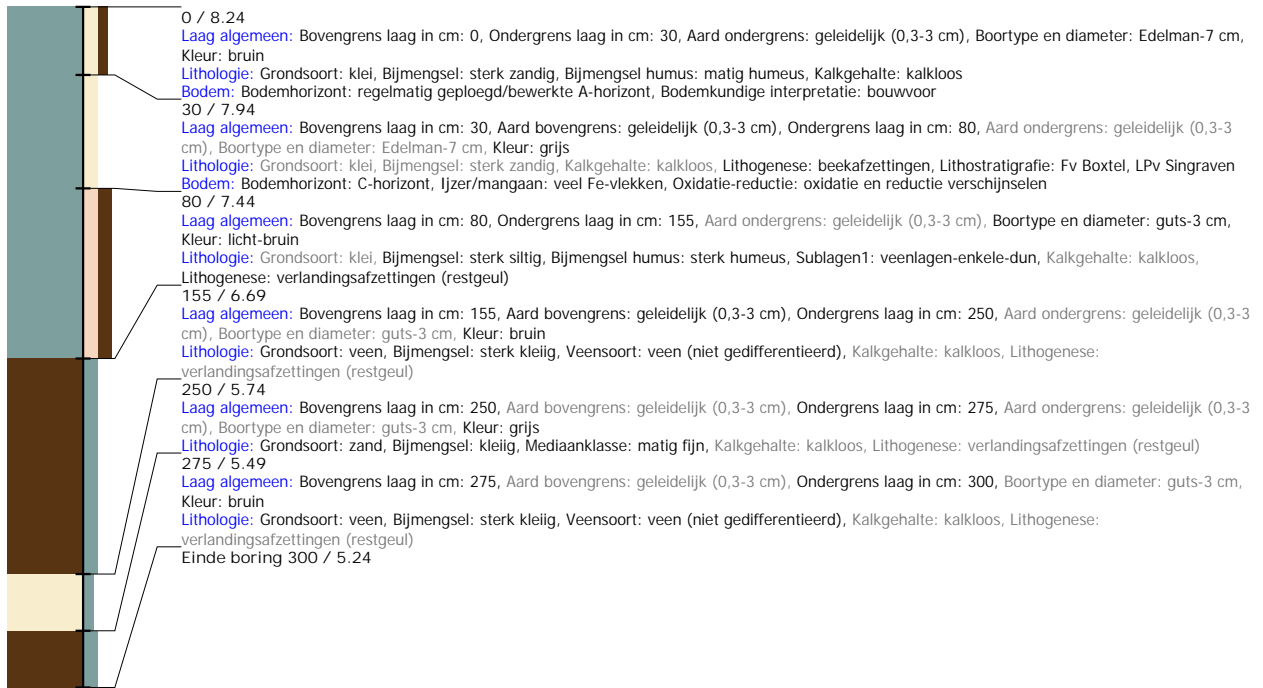 0 / 8.24
Laag algemeen: Bovengrens laag in cm: 0, Ondergrens laag in cm: 30, Aard ondergrens: geleidelijk (0,3-3 cm), Boortype en diameter: Edelman-7 cm,
Kleur: bruin
Lithologie: Grondsoort: klei, Bijmengsel: sterk zandig, Bijmengsel humus: matig humeus, Kalkgehalte: kalkloos
Bodem: Bodemhorizont: regelmatig geploegd/bewerkte A-horizont, Bodemkundige interpretatie: bouwvoor
30 / 7.94
Laag algemeen: Bovengrens laag in cm: 30, Aard bovengrens: geleidelijk (0,3-3 cm), Ondergrens laag in cm: 80, Aard ondergrens: geleidelijk (0,3-3
cm), Boortype en diameter: Edelman-7 cm, Kleur: grijs
Lithologie: Grondsoort: klei, Bijmengsel: sterk zandig, Kalkgehalte: kalkloos, Lithogenese: beekafzettingen, Lithostratigrafie: Fv Boxtel, LPv Singraven
Bodem: Bodemhorizont: C-horizont, Ijzer/mangaan: veel Fe-vlekken, Oxidatie-reductie: oxidatie en reductie verschijnselen
80 / 7.44
Laag algemeen: Bovengrens laag in cm: 80, Ondergrens laag in cm: 155, Aard ondergrens: geleidelijk (0,3-3 cm), Boortype en diameter: guts-3 cm,
Kleur: licht-bruin
Lithologie: Grondsoort: klei, Bijmengsel: sterk siltig, Bijmengsel humus: sterk humeus, Sublagen1: veenlagen-enkele-dun, Kalkgehalte: kalkloos,
Lithogenese: verlandingsafzettingen (restgeul)
155 / 6.69
Laag algemeen: Bovengrens laag in cm: 155, Aard bovengrens: geleidelijk (0,3-3 cm), Ondergrens laag in cm: 250, Aard ondergrens: geleidelijk (0,3-3
cm), Boortype en diameter: guts-3 cm, Kleur: bruin
Lithologie: Grondsoort: veen, Bijmengsel: sterk kleiig, Veensoort: veen (niet gedifferentieerd), Kalkgehalte: kalkloos, Lithogenese:
verlandingsafzettingen (restgeul)
250 / 5.74
Laag algemeen: Bovengrens laag in cm: 250, Aard bovengrens: geleidelijk (0,3-3 cm), Ondergrens laag in cm: 275, Aard ondergrens: geleidelijk (0,3-3
cm), Boortype en diameter: guts-3 cm, Kleur: grijs
Lithologie: Grondsoort: zand, Bijmengsel: kleiig, Mediaanklasse: matig fijn, Kalkgehalte: kalkloos, Lithogenese: verlandingsafzettingen (restgeul)
275 / 5.49
Laag algemeen: Bovengrens laag in cm: 275, Aard bovengrens: geleidelijk (0,3-3 cm), Ondergrens laag in cm: 300, Boortype en diameter: guts-3 cm,
Kleur: bruin
Lithologie: Grondsoort: veen, Bijmengsel: sterk kleiig, Veensoort: veen (niet gedifferentieerd), Kalkgehalte: kalkloos, Lithogenese:
verlandingsafzettingen (restgeul)
Einde boring 300 / 5.24